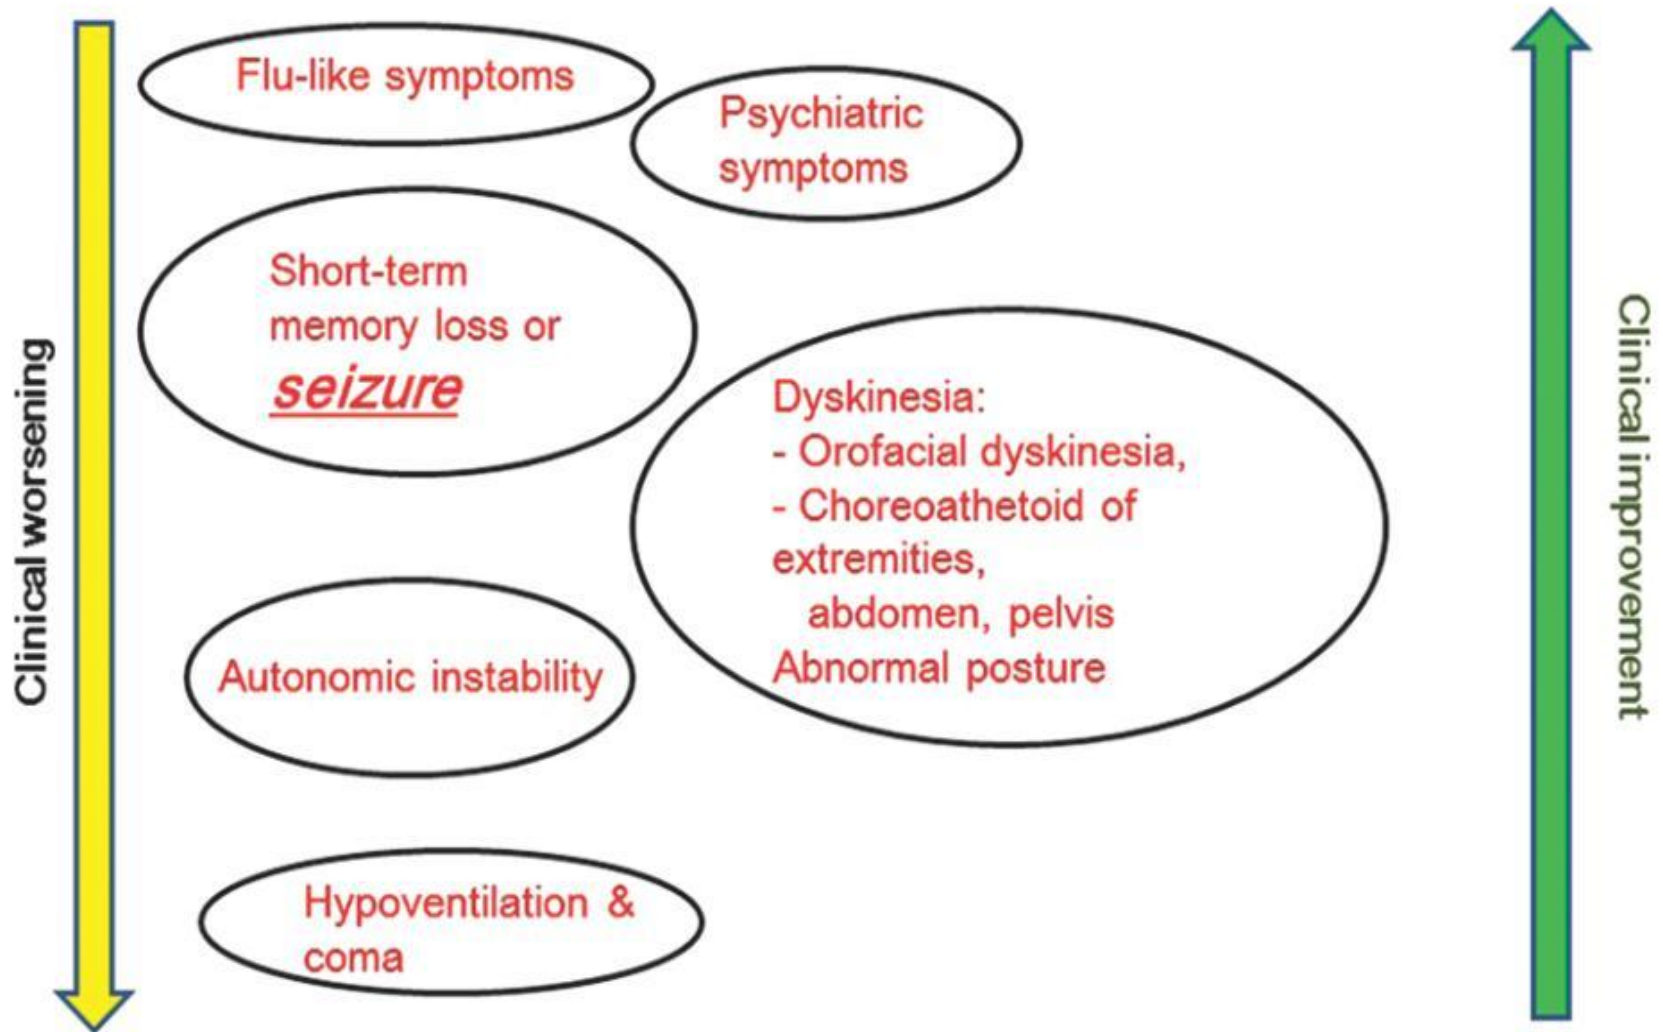 Flu-like symptoms
Psychiatric
symptoms
Short-term
memory loss or
seizure
Dyskinesia:
- Orofacial dyskinesia,
- Choreoathetoid of
extremities,
abdomen, pelvis
Abnormal posture
Autonomic instability
Hypoventilation &
coma
Clinical worsening
Clinical improvement